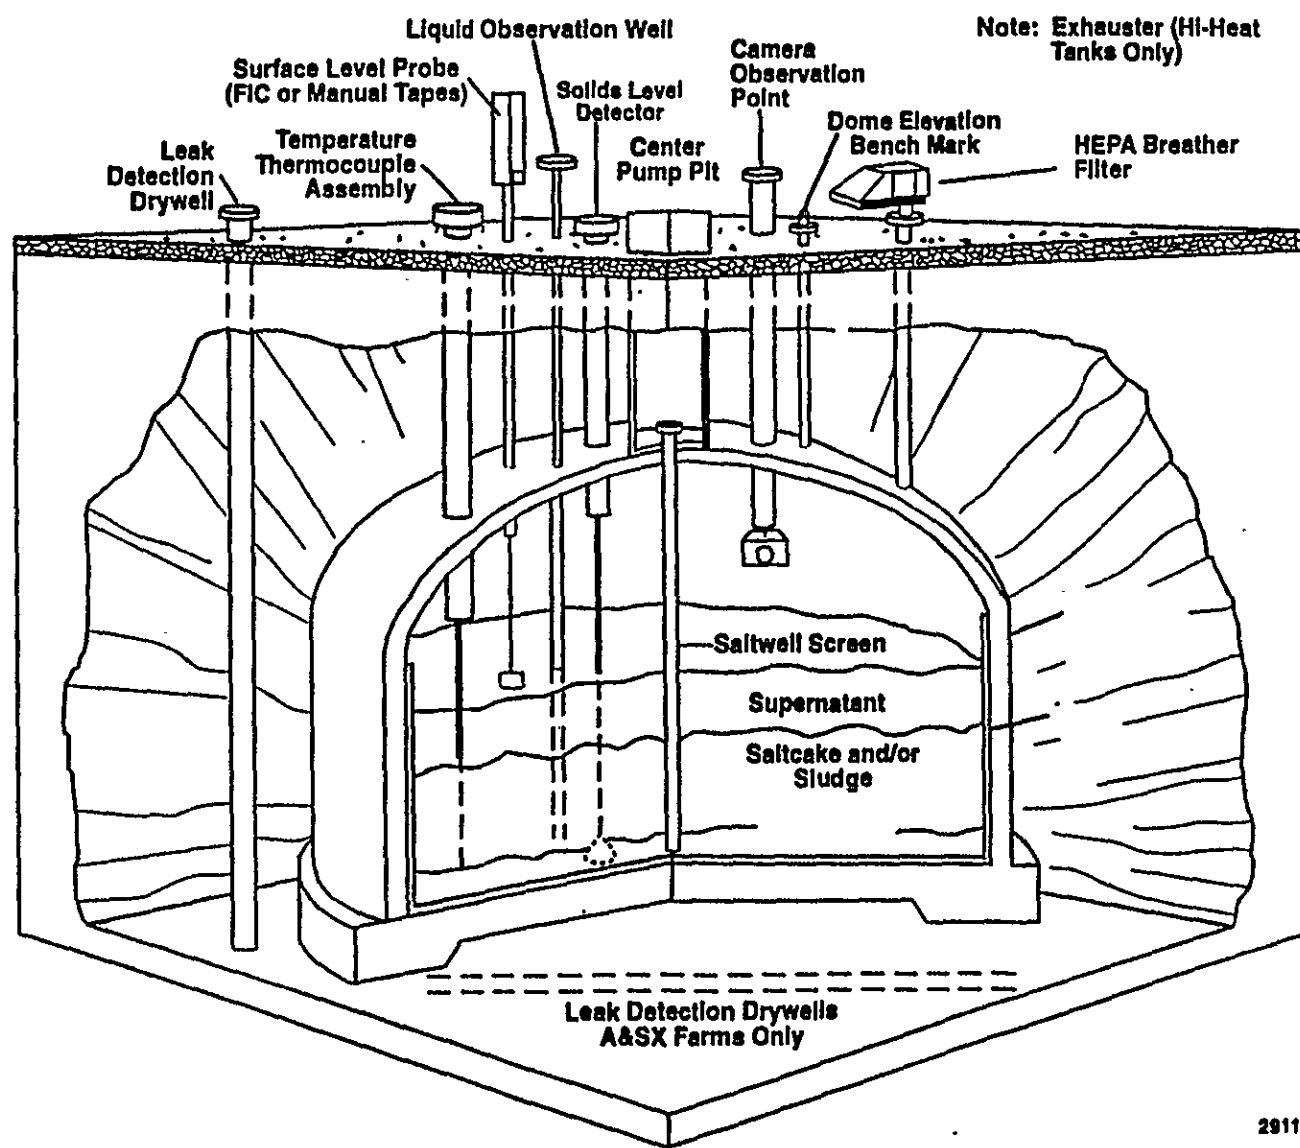 Liquid Observation Well
Note: Exhauster (Hi-Heat
Tanks Only)
Surface Level Probe
(FIC or Manual Tapes)
Solids Level
Detector
Camera
Observation
Point
Leak
Detection
Drywell
Temperature
Thermocouple
Assembly
Center
Pump Pit
Dome Elevation
Bench Mark
HEPA Breather
Filter
Saltwell Screen
Supernatant
Saltcake and/or
Sludge
Leak Detection Drywells
A&SX Farms Only
2911